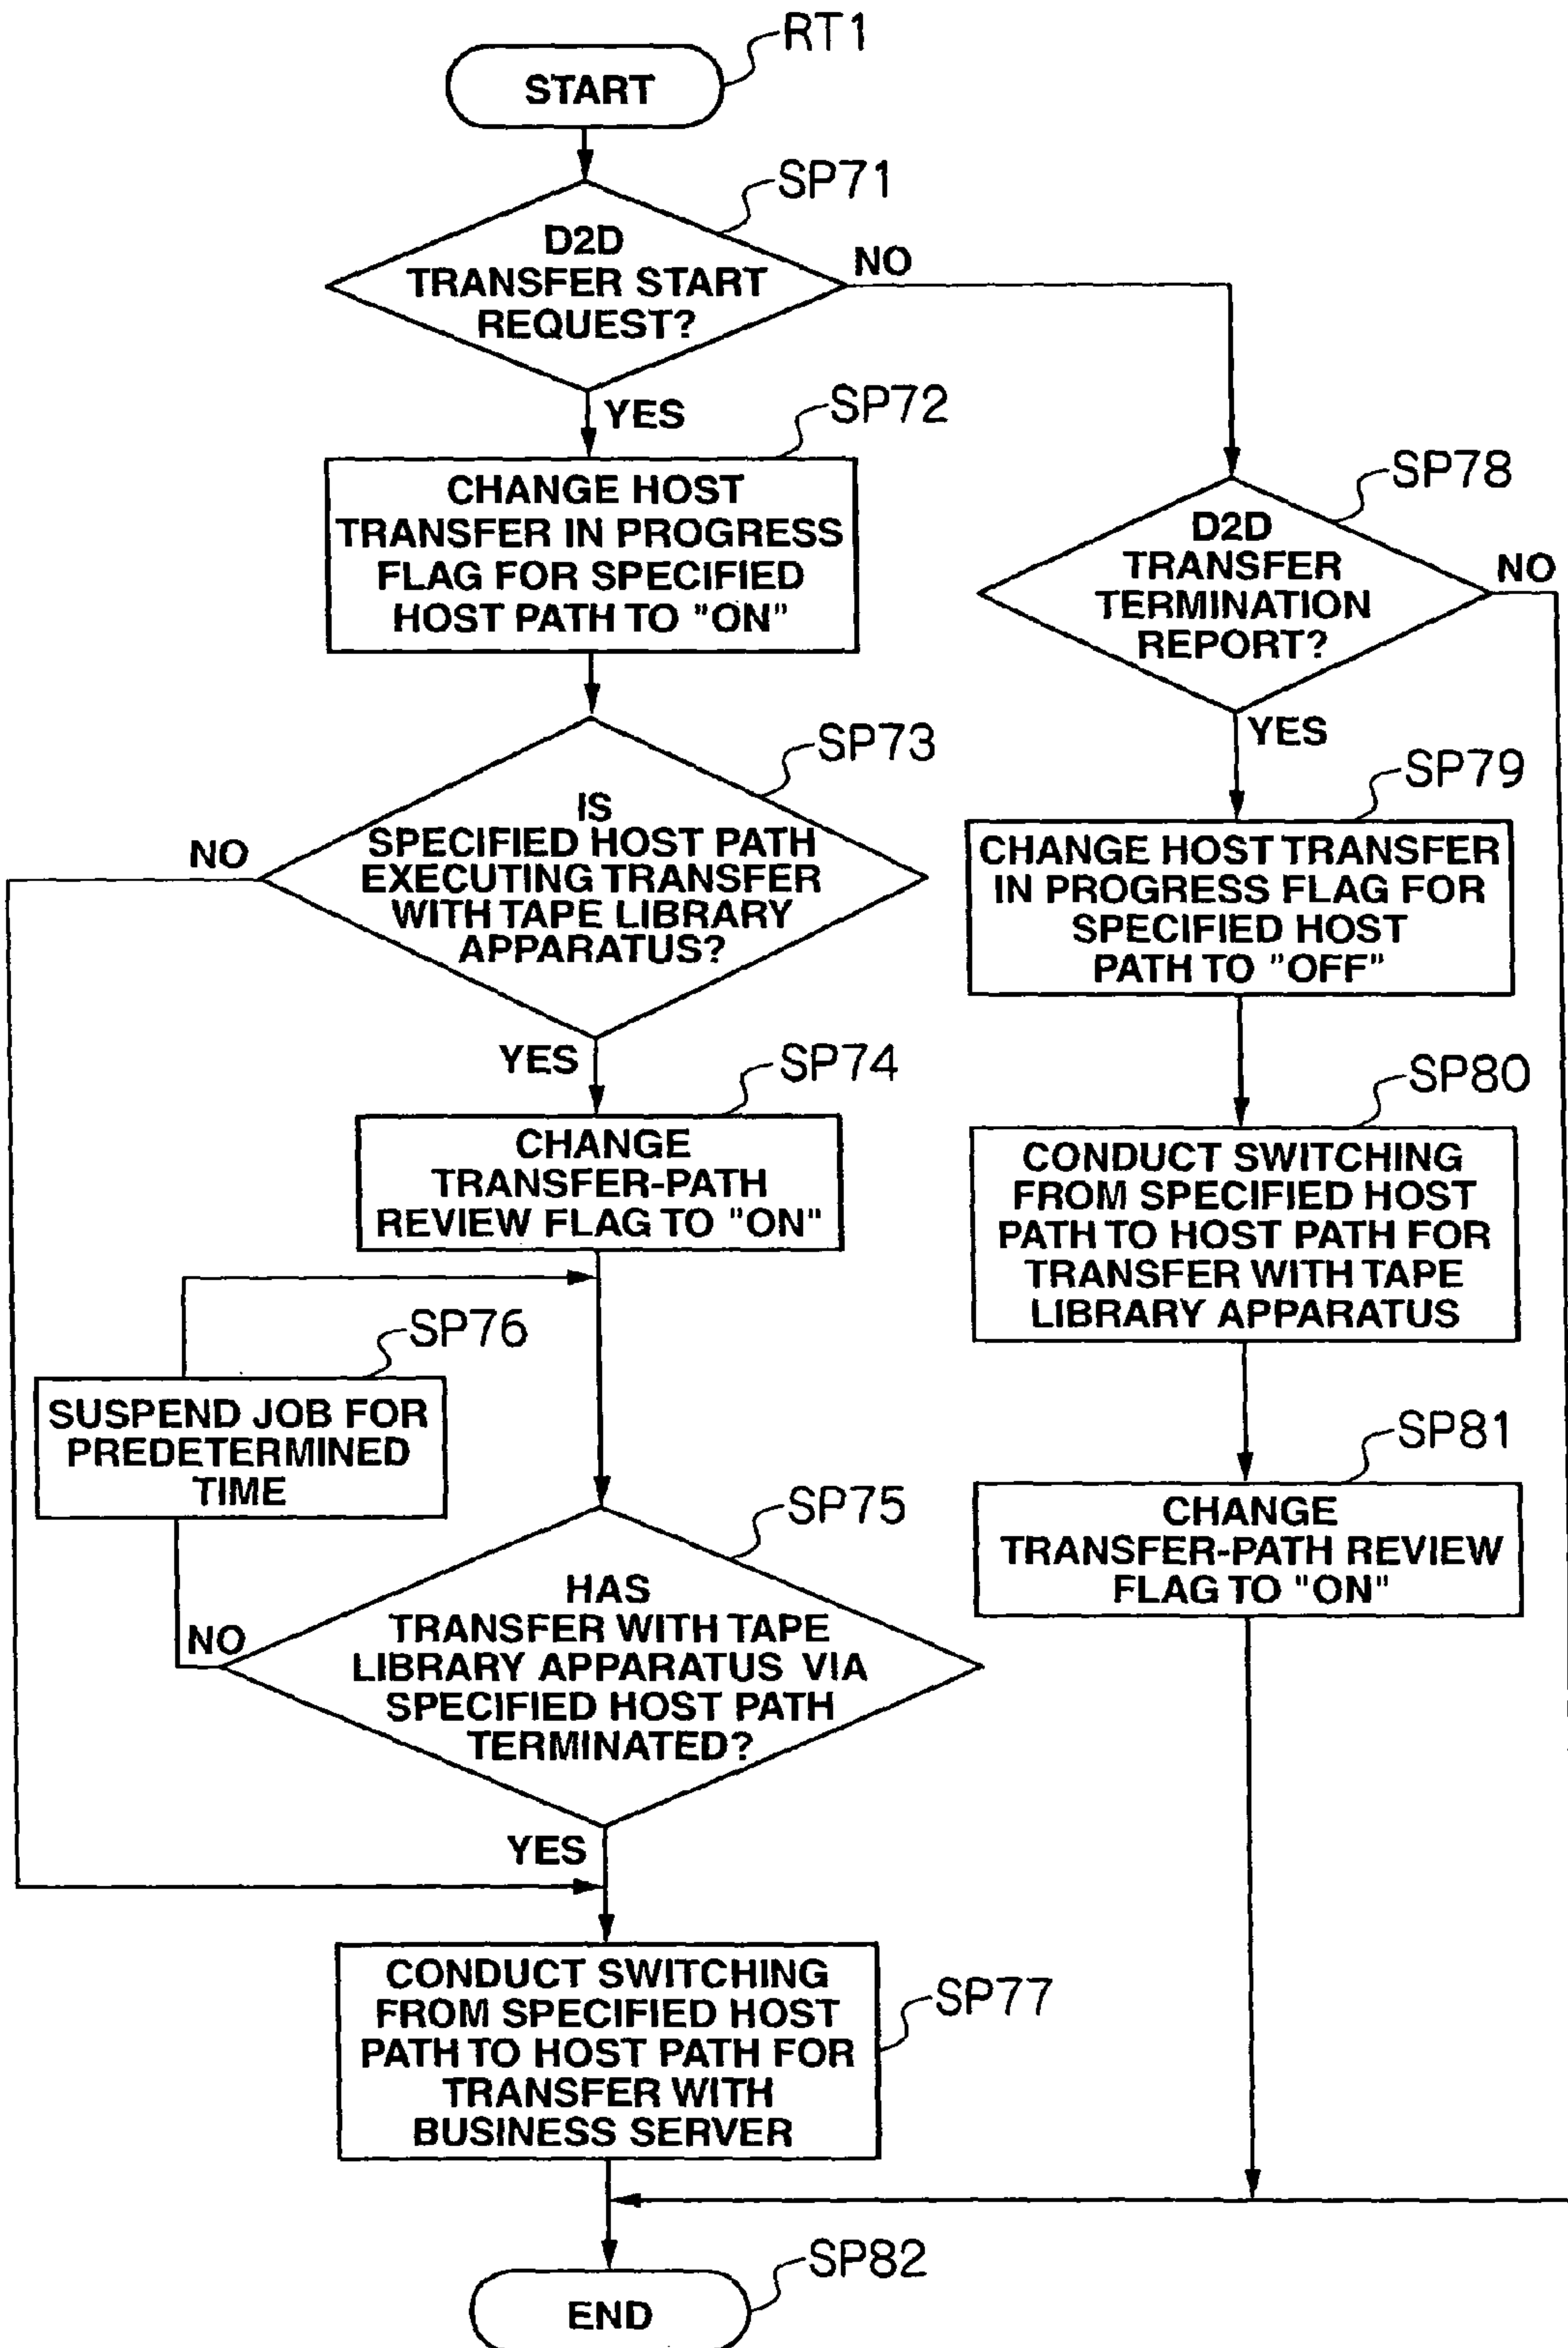 RT1
START
SP71
D2D
TRANSFER START
REQUEST?
NO
YES
SP72
CHANGE HOST
TRANSFER IN PROGRESS
FLAG FOR SPECIFIED
HOST PATH TO "ON"
SP73
IS
SPECIFIED HOST PATH
EXECUTING TRANSFER
WITH TAPE LIBRARY
APPARATUS?
NO
YES
SP74
CHANGE
TRANSFER-PATH
REVIEW FLAG TO "ON"
SP76
SUSPEND JOB FOR
PREDETERMINED
TIME
SP75
HAS
TRANSFER WITH TAPE
LIBRARY APPARATUS VIA
SPECIFIED HOST PATH
TERMINATED?
NO
YES
SP77
CONDUCT SWITCHING
FROM SPECIFIED HOST
PATH TO HOST PATH FOR
TRANSFER WITH
BUSINESS SERVER
SP78
D2D
TRANSFER
TERMINATION
REPORT?
NO
YES
SP79
CHANGE HOST TRANSFER
IN PROGRESS FLAG FOR
SPECIFIED HOST
PATH TO "OFF"
SP80
CONDUCT SWITCHING
FROM SPECIFIED HOST
PATH TO HOST PATH FOR
TRANSFER WITH TAPE
LIBRARY APPARATUS
SP81
CHANGE
TRANSFER-PATH REVIEW
FLAG TO "ON"
SP82
END